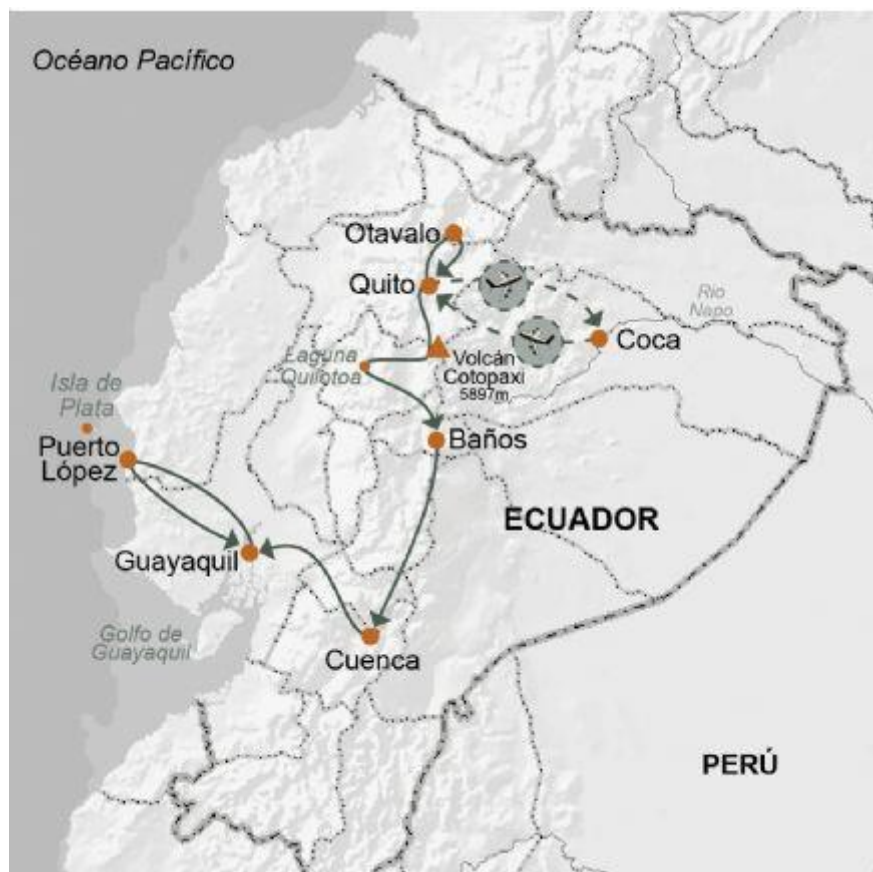 Océano Pacífico
Otavalo
Quito
Rio
Napo
Coca
Laguna
Quilotoa
Volcán
Cotopaxi
5897m
Isla de
Plata
Puerto
López
Baños
ECUADOR
Guayaquil
Golfo de
Guayaquil
Cuenca
PERÚ